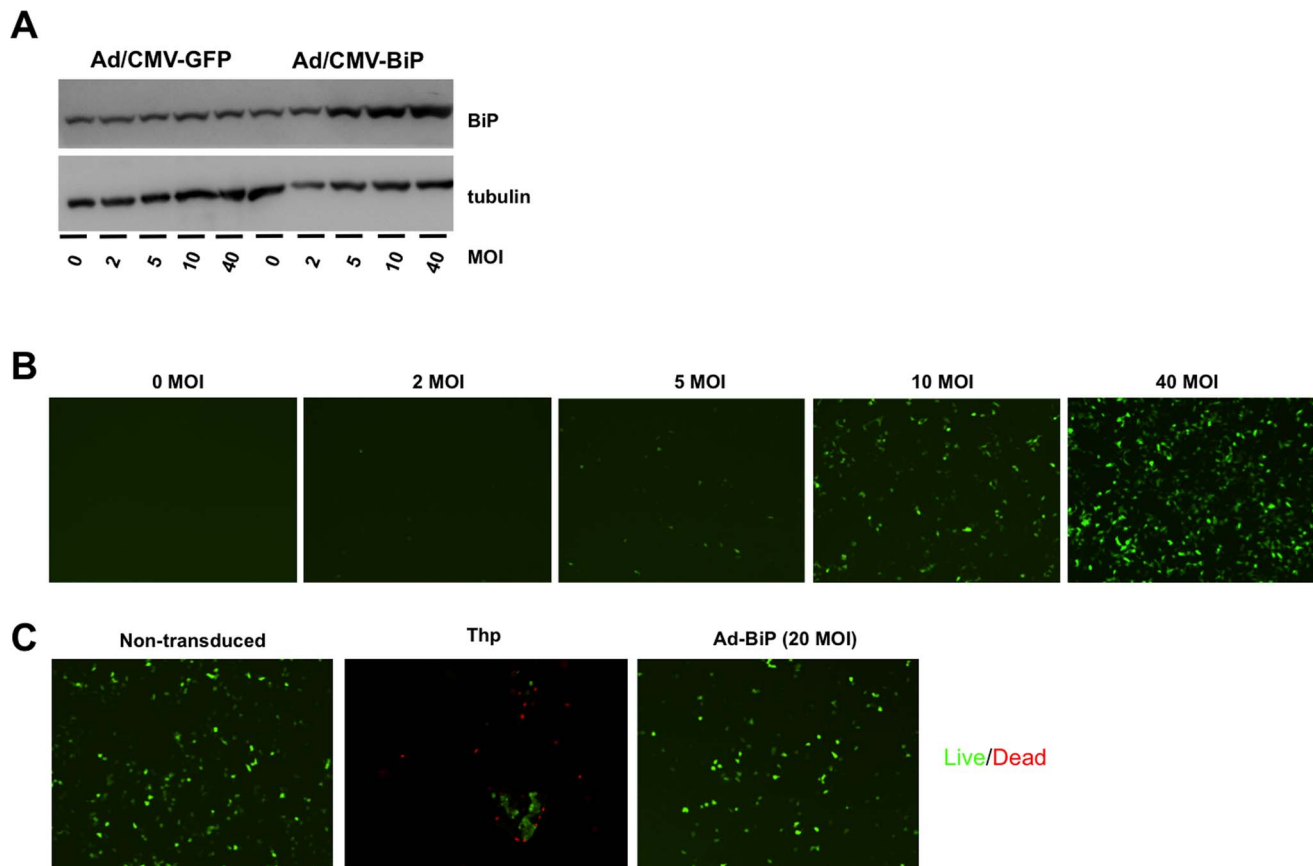 A
Ad/CMV-GFP Ad/CMV-BiP
BiP
tubulin
0 2 5 10 40 0 2 5 10 40 MOI
B
0 MOI 2 MOI 5 MOI 10 MOI 40 MOI
C
Non-transduced Thp Ad-BiP (20 MOI)
Live/Dead